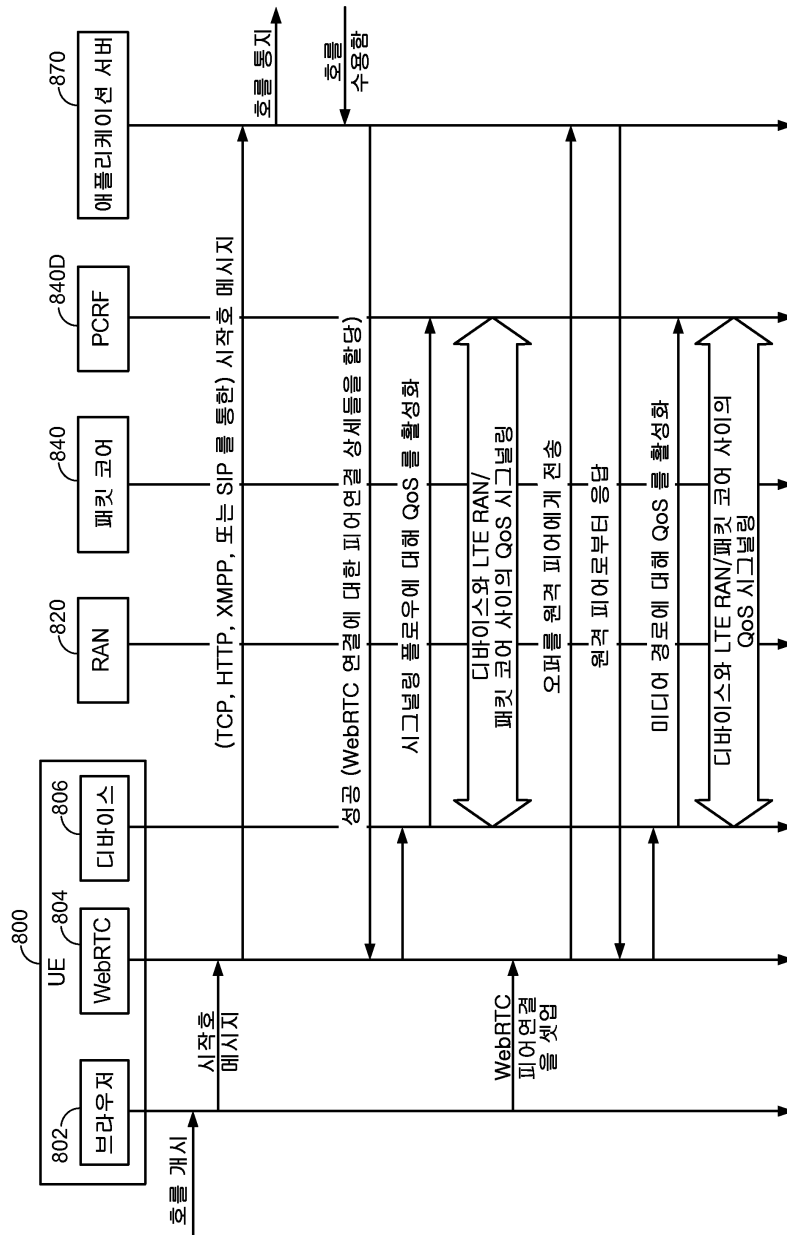 800
UE
802
브라우저
804
WebRTC
806
디바이스
820
RAN
840
패킷 코어
840D
PCRF
870
애플리케이션 서버
호를 개시
시작호
메시지
(TCP, HTTP, XMPP, 또는 SIP 를 통한) 시작호 메시지
호를 통지
호를
수용함
성공 (WebRTC 연결에 대한 피어연결 상세들을 할당)
시그널링 플로우에 대해 QoS 를 활성화
디바이스와 LTE RAN/
패킷 코어 사이의 QoS 시그널링
WebRTC
피어연결
을 셋업
오퍼를 원격 피어에게 전송
원격 피어로부터 응답
미디어 경로에 대해 QoS 를 활성화
디바이스와 LTE RAN/패킷 코어 사이의
QoS 시그널링